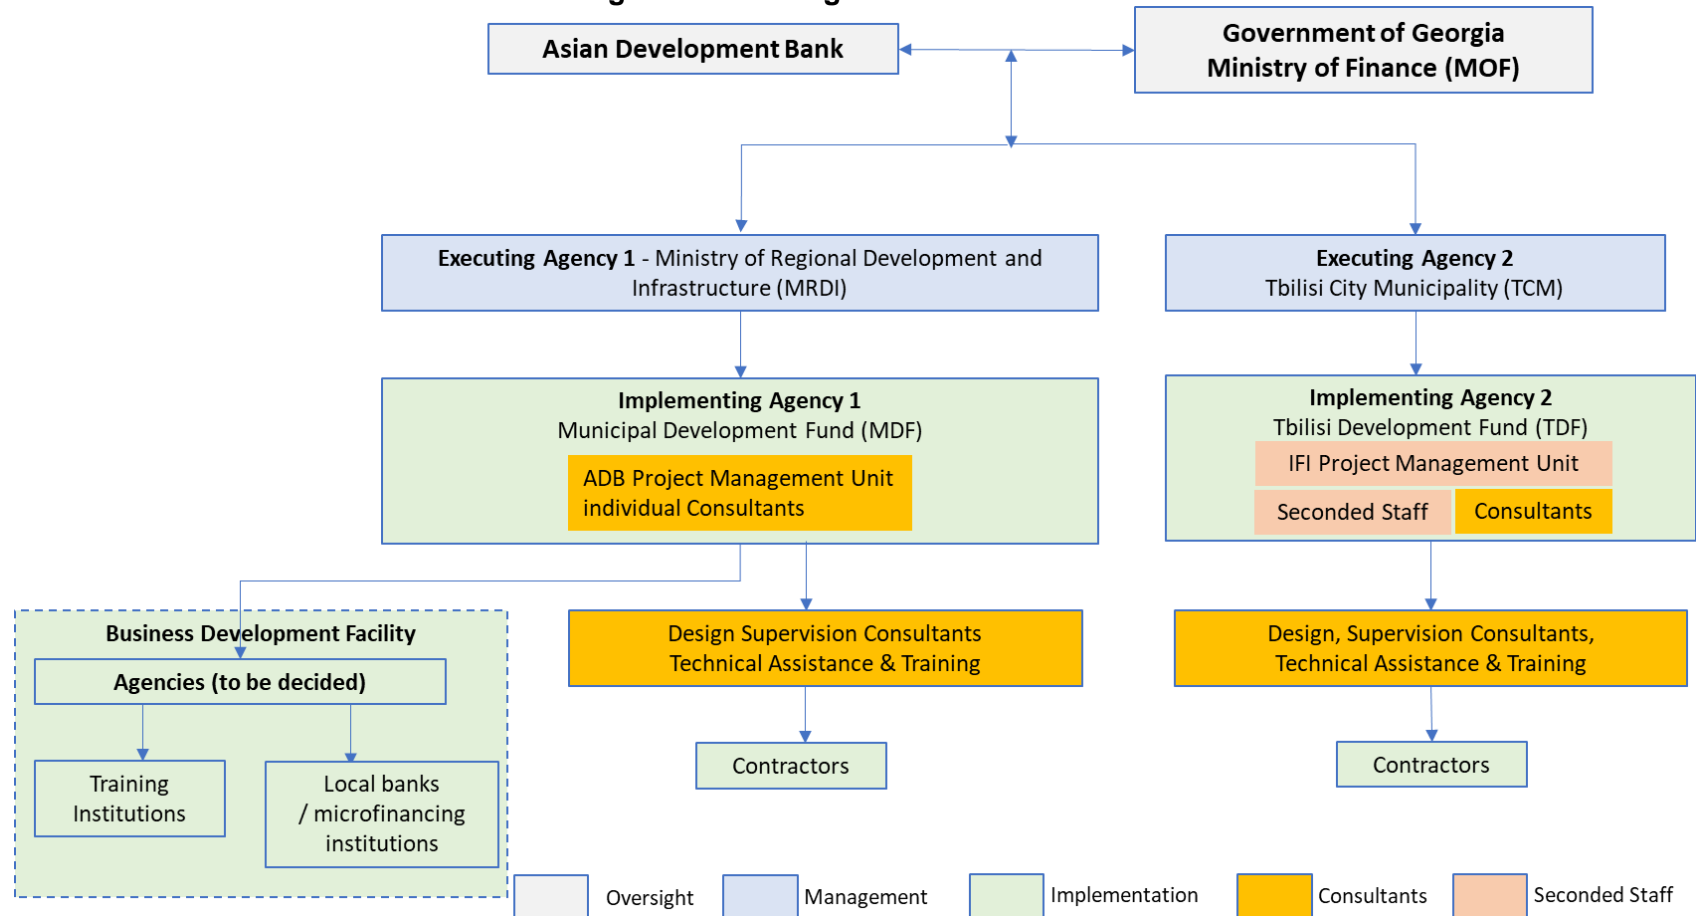 Asian Development Bank
Government of Georgia
Ministry of Finance (MOF)
Executing Agency 1 - Ministry of Regional Development and
Infrastructure (MRDI)
Executing Agency 2
Tbilisi City Municipality (TCM)
Implementing Agency 1
Municipal Development Fund (MDF)
ADB Project Management Unit
individual Consultants
Implementing Agency 2
Tbilisi Development Fund (TDF)
IFI Project Management Unit
Seconded Staff
Consultants
Business Development Facility
Agencies (to be decided)
Training
Institutions
Local banks
/ microfinancing
institutions
Design Supervision Consultants
Technical Assistance & Training
Contractors
Design, Supervision Consultants,
Technical Assistance & Training
Contractors
Oversight
Management
Implementation
Consultants
Seconded Staff